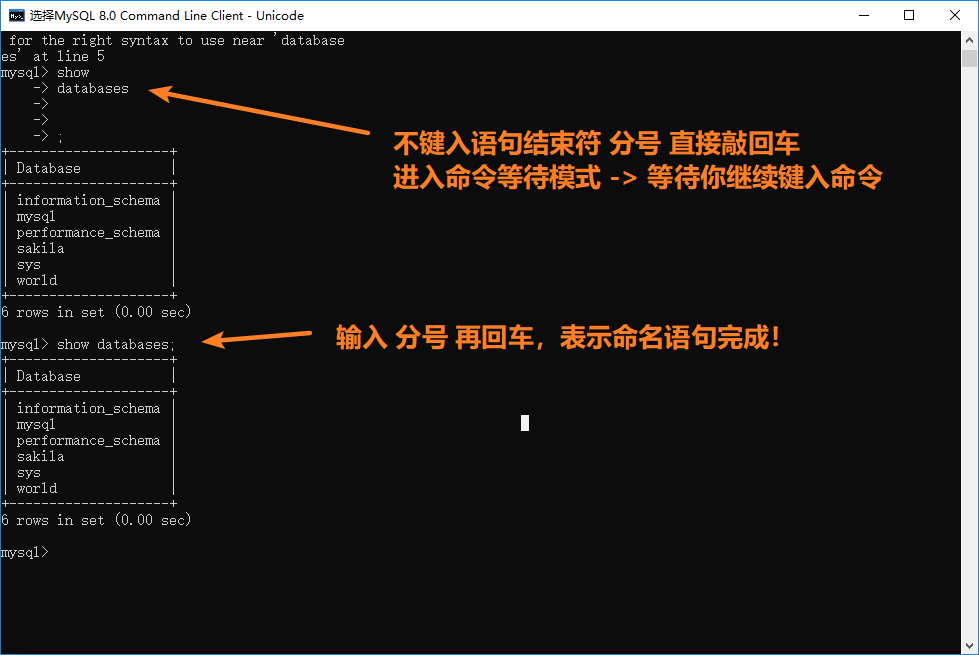 选择MySQL 8.0 Command Line Client - Unicode
for the right syntax to use near 'database
es' at line 5
mysql> show
-> databases
->
->
-> ;
+--------------------+
| Database           |
+--------------------+
| information_schema |
| mysql              |
| performance_schema |
| sakila             |
| sys                |
| world              |
+--------------------+
6 rows in set (0.00 sec)
mysql> show databases;
+--------------------+
| Database           |
+--------------------+
| information_schema |
| mysql              |
| performance_schema |
| sakila             |
| sys                |
| world              |
+--------------------+
6 rows in set (0.00 sec)
mysql>
不键入语句结束符 分号 直接敲回车
进入命令等待模式 -> 等待你继续键入命令
输入 分号 再回车，表示命名语句完成！